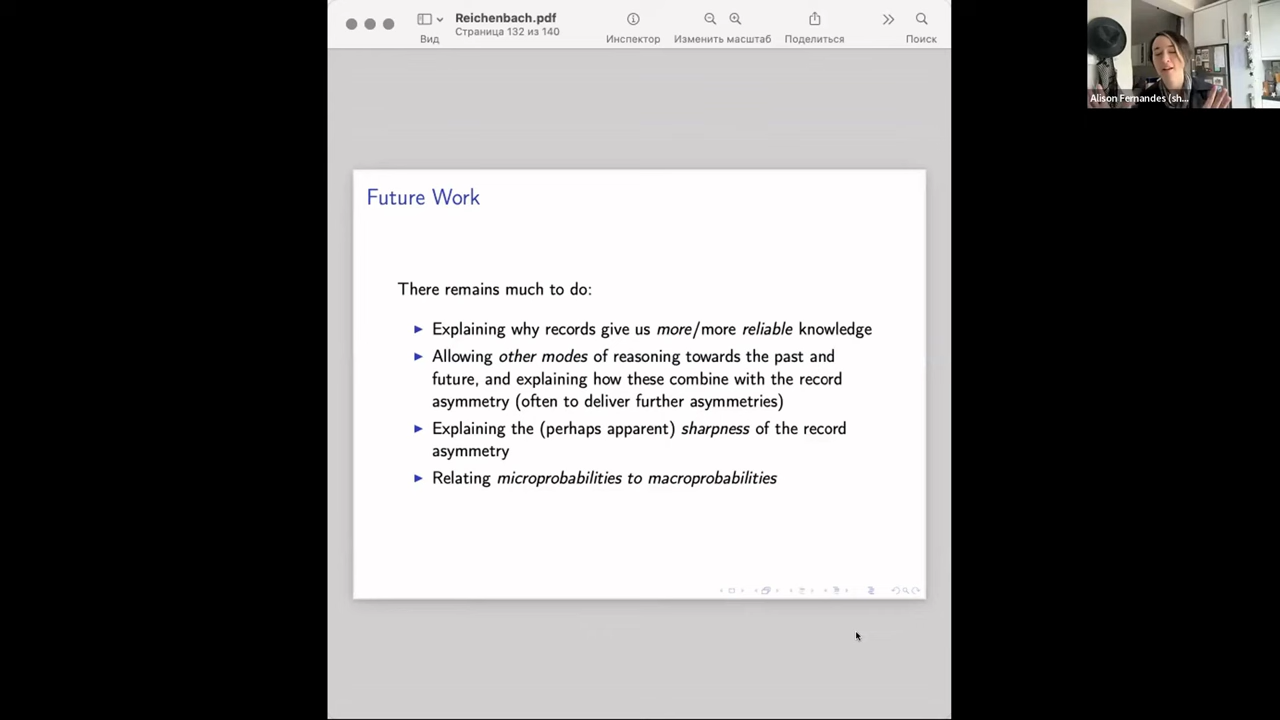 Reichenbach.pdf
Страница 132 из 140
Вид
Инспектор
Изменить масштаб
Поделиться
Поиск
Alison Fernandes (sh...
Future Work
There remains much to do:
Explaining why records give us more/more reliable knowledge
Allowing other modes of reasoning towards the past and
future, and explaining how these combine with the record
asymmetry (often to deliver further asymmetries)
Explaining the (perhaps apparent) sharpness of the record
asymmetry
Relating microprobabilities to macroprobabilities